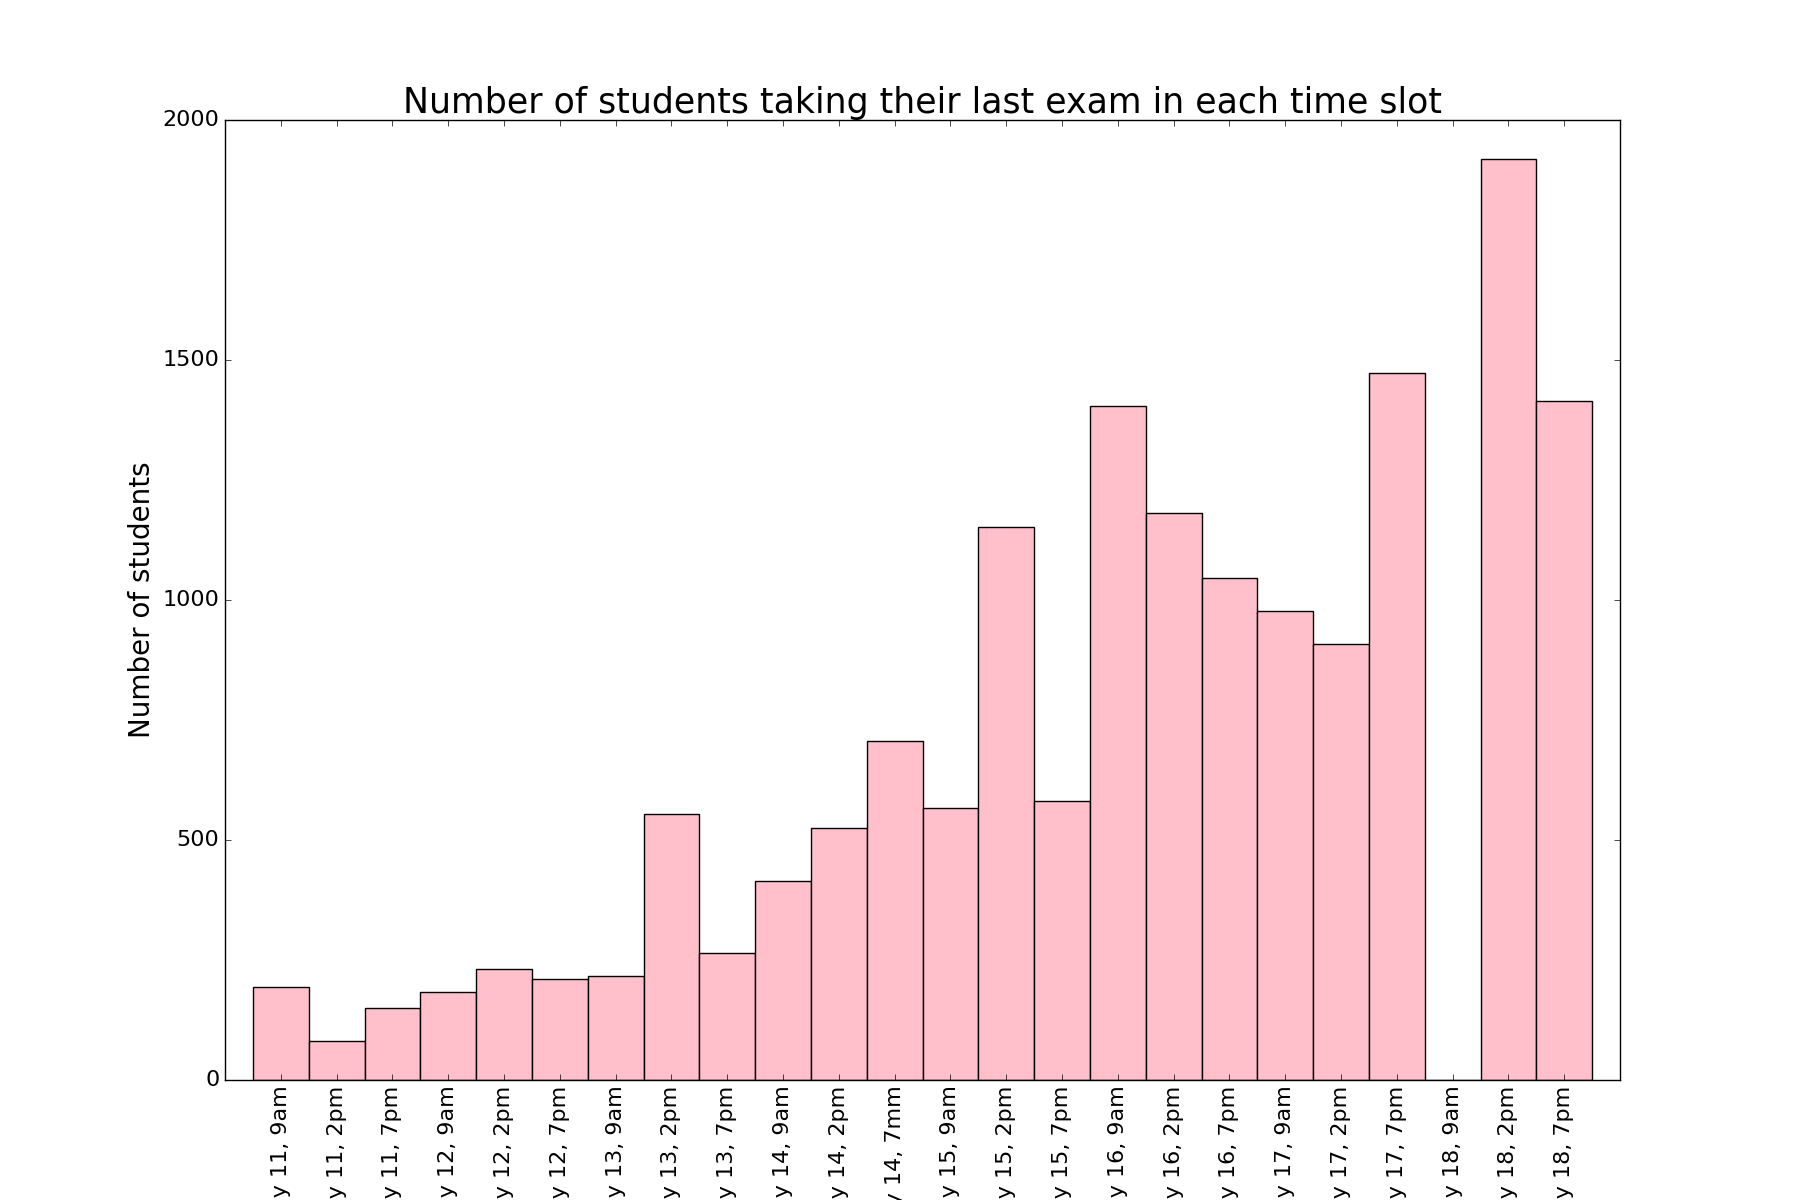 Number of students taking their last exam in each time slot
Number of students
2000
1500
1000
500
0
y 11, 9am
y 11, 2pm
y 11, 7pm
y 12, 9am
y 12, 2pm
y 12, 7pm
y 13, 9am
y 13, 2pm
y 13, 7pm
y 14, 9am
y 14, 2pm
y 14, 7mm
y 15, 9am
y 15, 2pm
y 15, 7pm
y 16, 9am
y 16, 2pm
y 16, 7pm
y 17, 9am
y 17, 2pm
y 17, 7pm
y 18, 9am
y 18, 2pm
y 18, 7pm